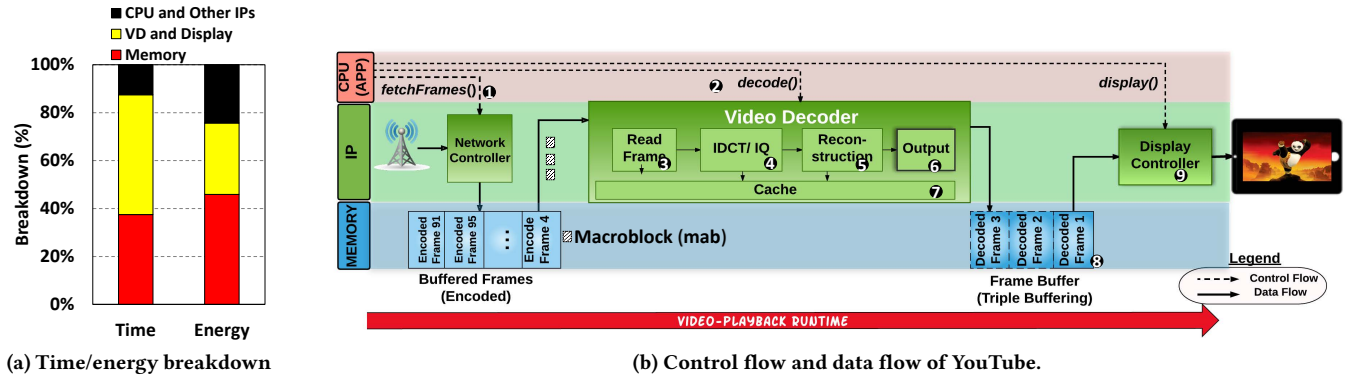 CPU and Other IPs
VD and Display
Memory
100%
80%
60%
40%
20%
0%
Breakdown (%)
Time
Energy
(a) Time/energy breakdown
CPU
(APP)
IP
MEMORY
fetchFrames()
1
2
decode()
display()
Network
Controller
Video Decoder
Read
Frame
3
IDCT/ IQ
4
Recon-
struction
5
Output
6
Cache
7
Display
Controller
9
Encoded
Frame 91
Encoded
Frame 95
...
Encode
Frame 4
Macroblock (mab)
Buffered Frames
(Encoded)
Decoded
Frame 3
Decoded
Frame 2
Decoded
Frame 1
8
Frame Buffer
(Triple Buffering)
Legend
Control Flow
Data Flow
VIDEO-PLAYBACK RUNTIME
(b) Control flow and data flow of YouTube.